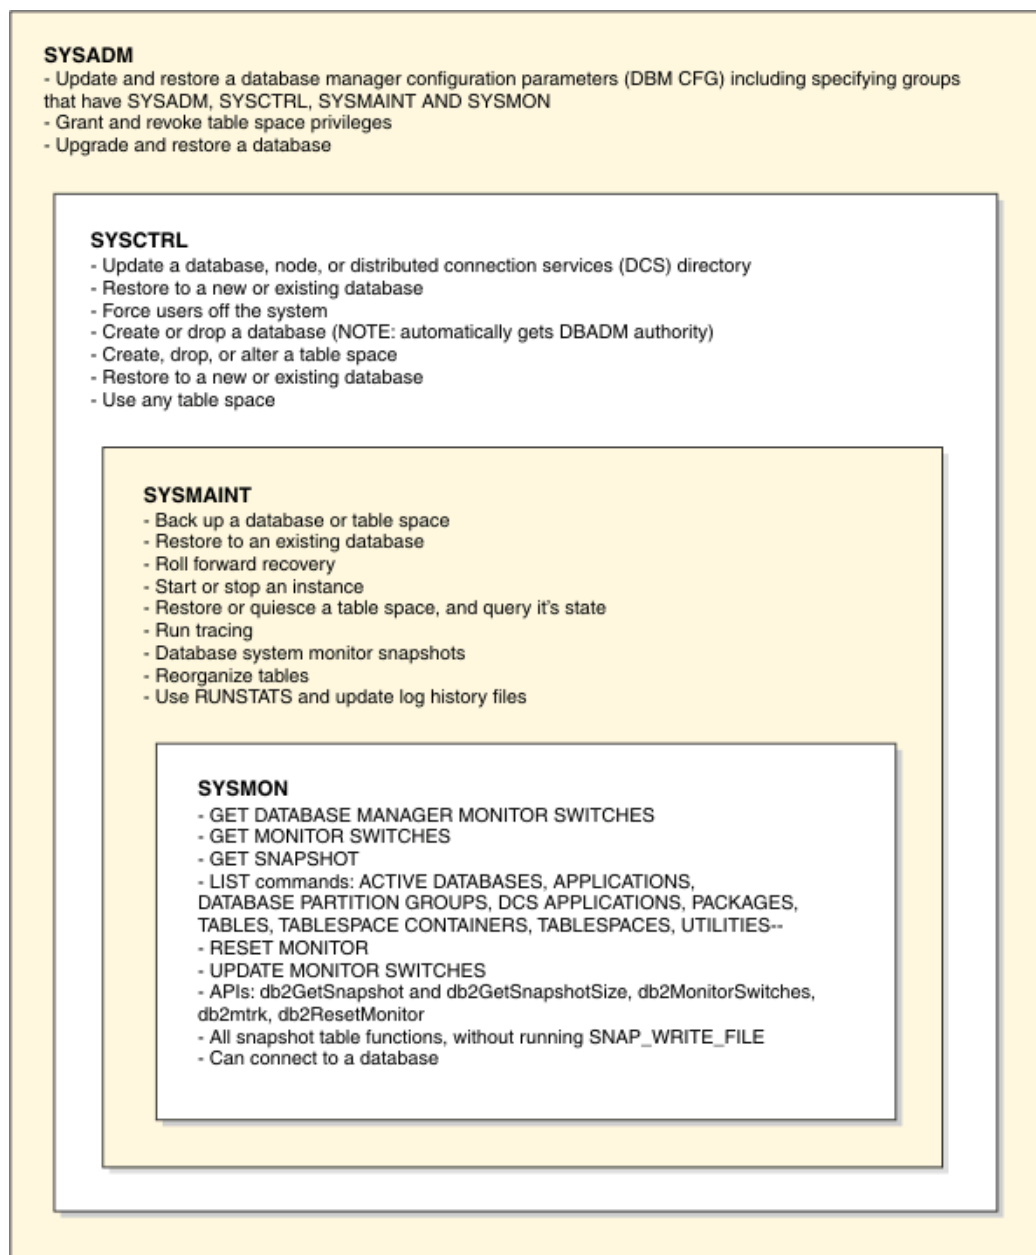 SYSADM
- Update and restore a database manager configuration parameters (DBM CFG) including specifying groups
that have SYSADM, SYSCTRL, SYSMAINT AND SYSMON
- Grant and revoke table space privileges
- Upgrade and restore a database
SYSCTRL
- Update a database, node, or distributed connection services (DCS) directory
- Restore to a new or existing database
- Force users off the system
- Create or drop a database (NOTE: automatically gets DBADM authority)
- Create, drop, or alter a table space
- Restore to a new or existing database
- Use any table space
SYSMAINT
- Back up a database or table space
- Restore to an existing database
- Roll forward recovery
- Start or stop an instance
- Restore or quiesce a table space, and query it's state
- Run tracing
- Database system monitor snapshots
- Reorganize tables
- Use RUNSTATS and update log history files
SYSMON
- GET DATABASE MANAGER MONITOR SWITCHES
- GET MONITOR SWITCHES
- GET SNAPSHOT
- LIST commands: ACTIVE DATABASES, APPLICATIONS,
DATABASE PARTITION GROUPS, DCS APPLICATIONS, PACKAGES,
TABLES, TABLESPACE CONTAINERS, TABLESPACES, UTILITIES--
- RESET MONITOR
- UPDATE MONITOR SWITCHES
- APIs: db2GetSnapshot and db2GetSnapshotSize, db2MonitorSwitches,
db2mtrk, db2ResetMonitor
- All snapshot table functions, without running SNAP_WRITE_FILE
- Can connect to a database